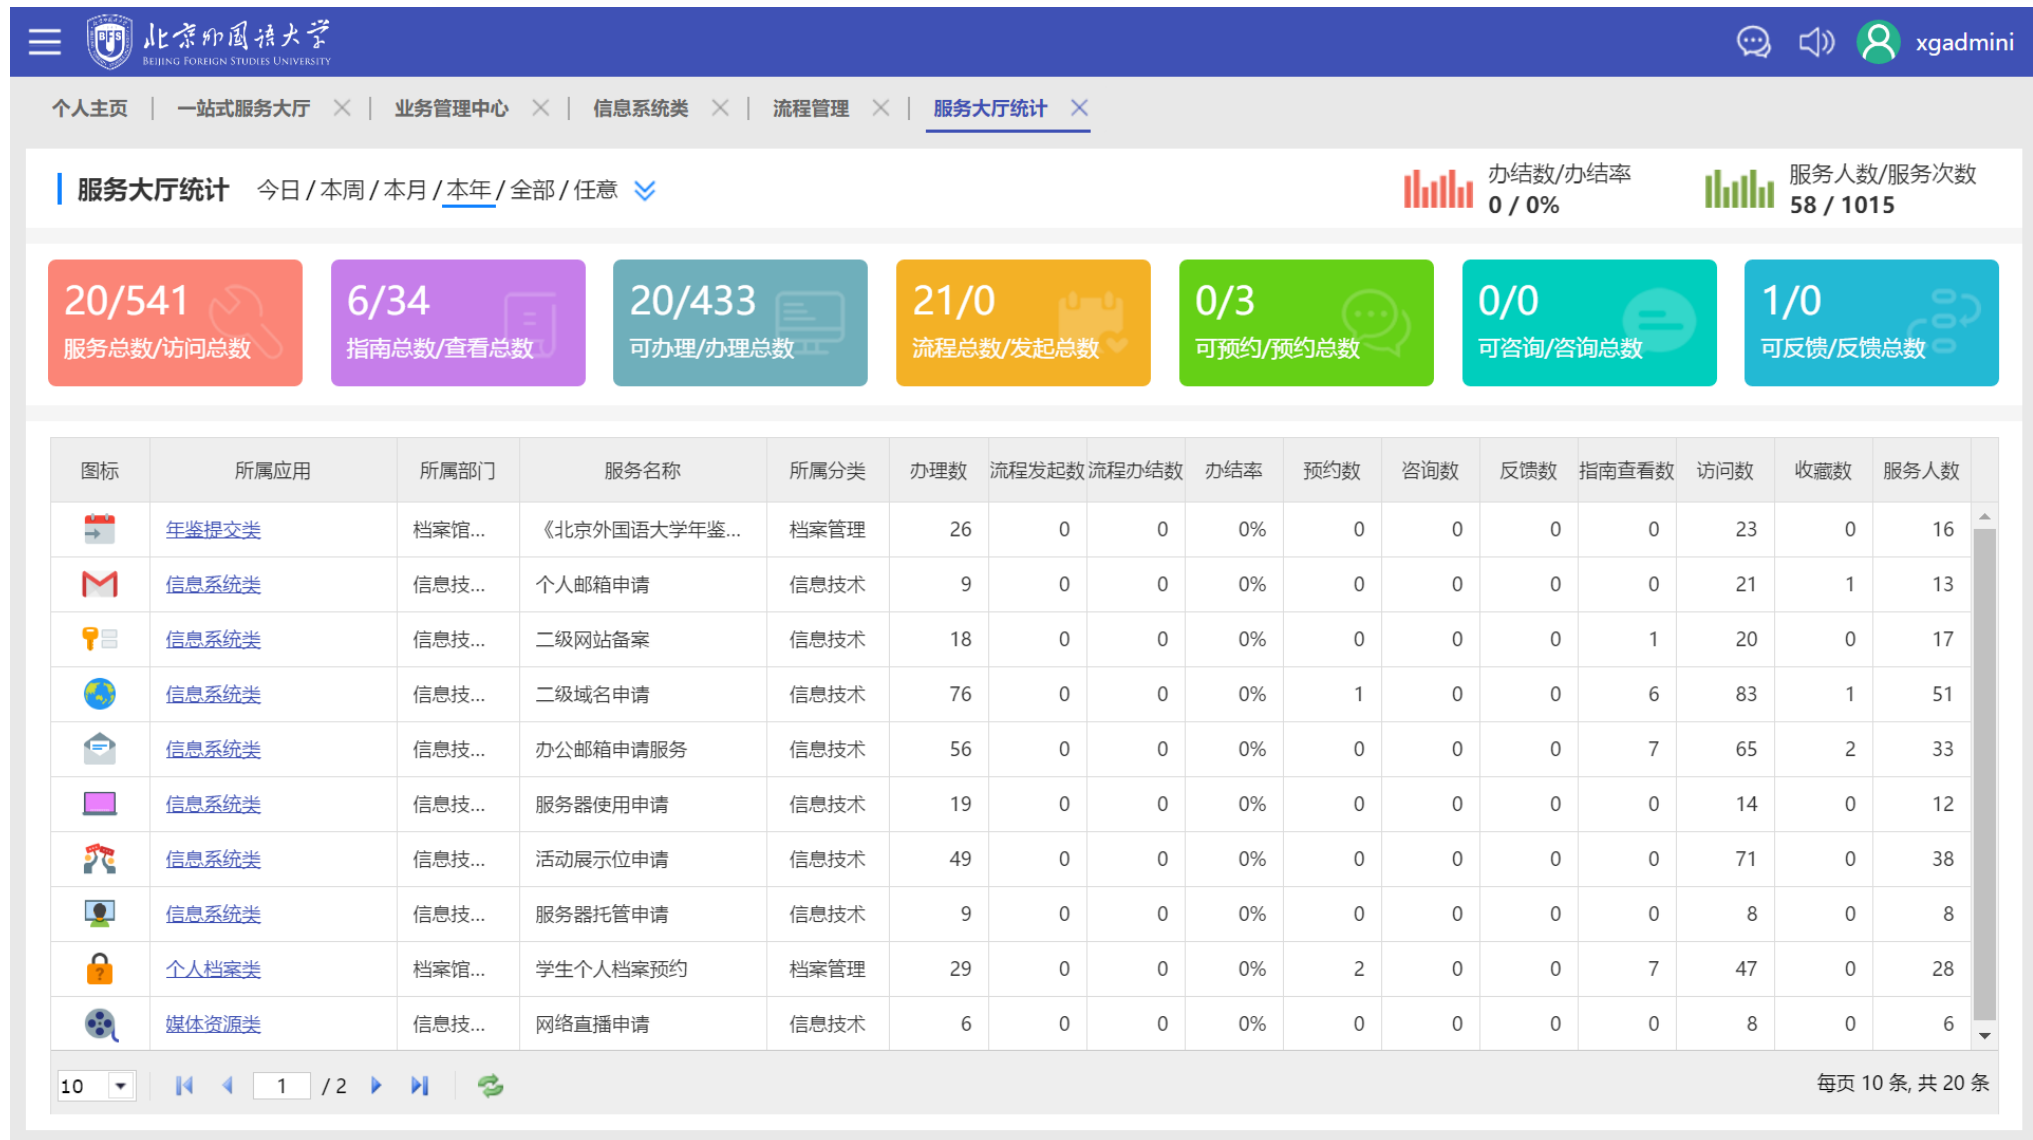 北京外国语大学
BEIJING FOREIGN STUDIES UNIVERSITY
xgadmini
个人主页 | 一站式服务大厅 | 业务管理中心 | 信息系统类 | 流程管理 | 服务大厅统计
服务大厅统计 今日/本周/本月/本年/全部/任意
办结数/办结率
0 / 0%
服务人数/服务次数
58 / 1015
20/541
服务总数/访问总数
6/34
指南总数/查看总数
20/433
可办理/办理总数
21/0
流程总数/发起总数
0/3
可预约/预约总数
0/0
可咨询/咨询总数
1/0
可反馈/反馈总数
图标 所属应用 所属部门 服务名称 所属分类 办理数 流程发起数 流程办结数 办结率 预约数 咨询数 反馈数 指南查看数 访问数 收藏数 服务人数
年鉴提交类 档案馆... 《北京外国语大学年鉴... 档案管理 26 0 0 0% 0 0 0 0 23 0 16
信息系统类 信息技... 个人邮箱申请 信息技术 9 0 0 0% 0 0 0 0 21 1 13
信息系统类 信息技... 二级网站备案 信息技术 18 0 0 0% 0 0 0 1 20 0 17
信息系统类 信息技... 二级域名申请 信息技术 76 0 0 0% 1 0 0 6 83 1 51
信息系统类 信息技... 办公邮箱申请服务 信息技术 56 0 0 0% 0 0 0 7 65 2 33
信息系统类 信息技... 服务器使用申请 信息技术 19 0 0 0% 0 0 0 0 14 0 12
信息系统类 信息技... 活动展示位申请 信息技术 49 0 0 0% 0 0 0 0 71 0 38
信息系统类 信息技... 服务器托管申请 信息技术 9 0 0 0% 0 0 0 0 8 0 8
个人档案类 档案馆... 学生个人档案预约 档案管理 29 0 0 0% 2 0 0 7 47 0 28
媒体资源类 信息技... 网络直播申请 信息技术 6 0 0 0% 0 0 0 0 8 0 6
10 1 / 2 每页 10 条, 共 20 条